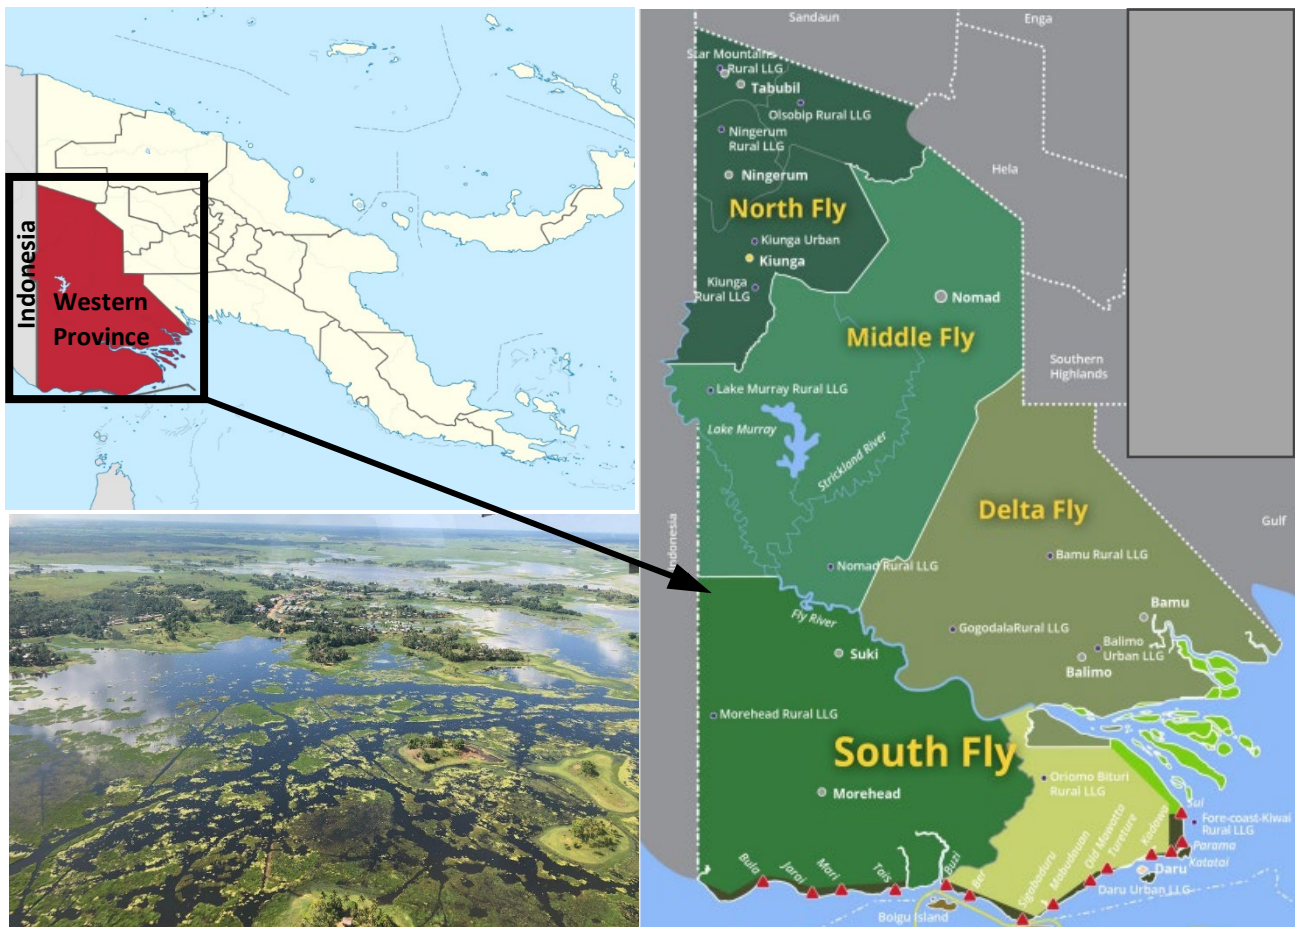 Indonesia
Western
Province
Sandaun
Enga
Star Mountains
Rural LLG
Tabubil
Olsobip Rural LLG
Ningerum
Rural LLG
Hela
Ningerum
North Fly
Kiunga Urban
Kiunga
Kiunga
Rural LLG
Nomad
Middle Fly
Southern
Highlands
Lake Murray Rural LLG
Lake Murray
Strickland River
Delta Fly
Gulf
Indonesia
Bamu Rural LLG
Nomad Rural LLG
Bamu
Fly River
GogodalaRural LLG
Balimo
Urban LLG
Suki
Balimo
Morehead Rural LLG
South Fly
Oriomo Bituri
Rural LLG
Morehead
Sui
Fore-coast-Kiwai
Rural LLG
Parama
Katatai
Kadawa
Tureture
Old Mawatta
Mabudauan
Sigabaduru
Ber
Buzi
Tais
Mari
Jarai
Bula
Daru
Daru Urban LLG
Boigu Island